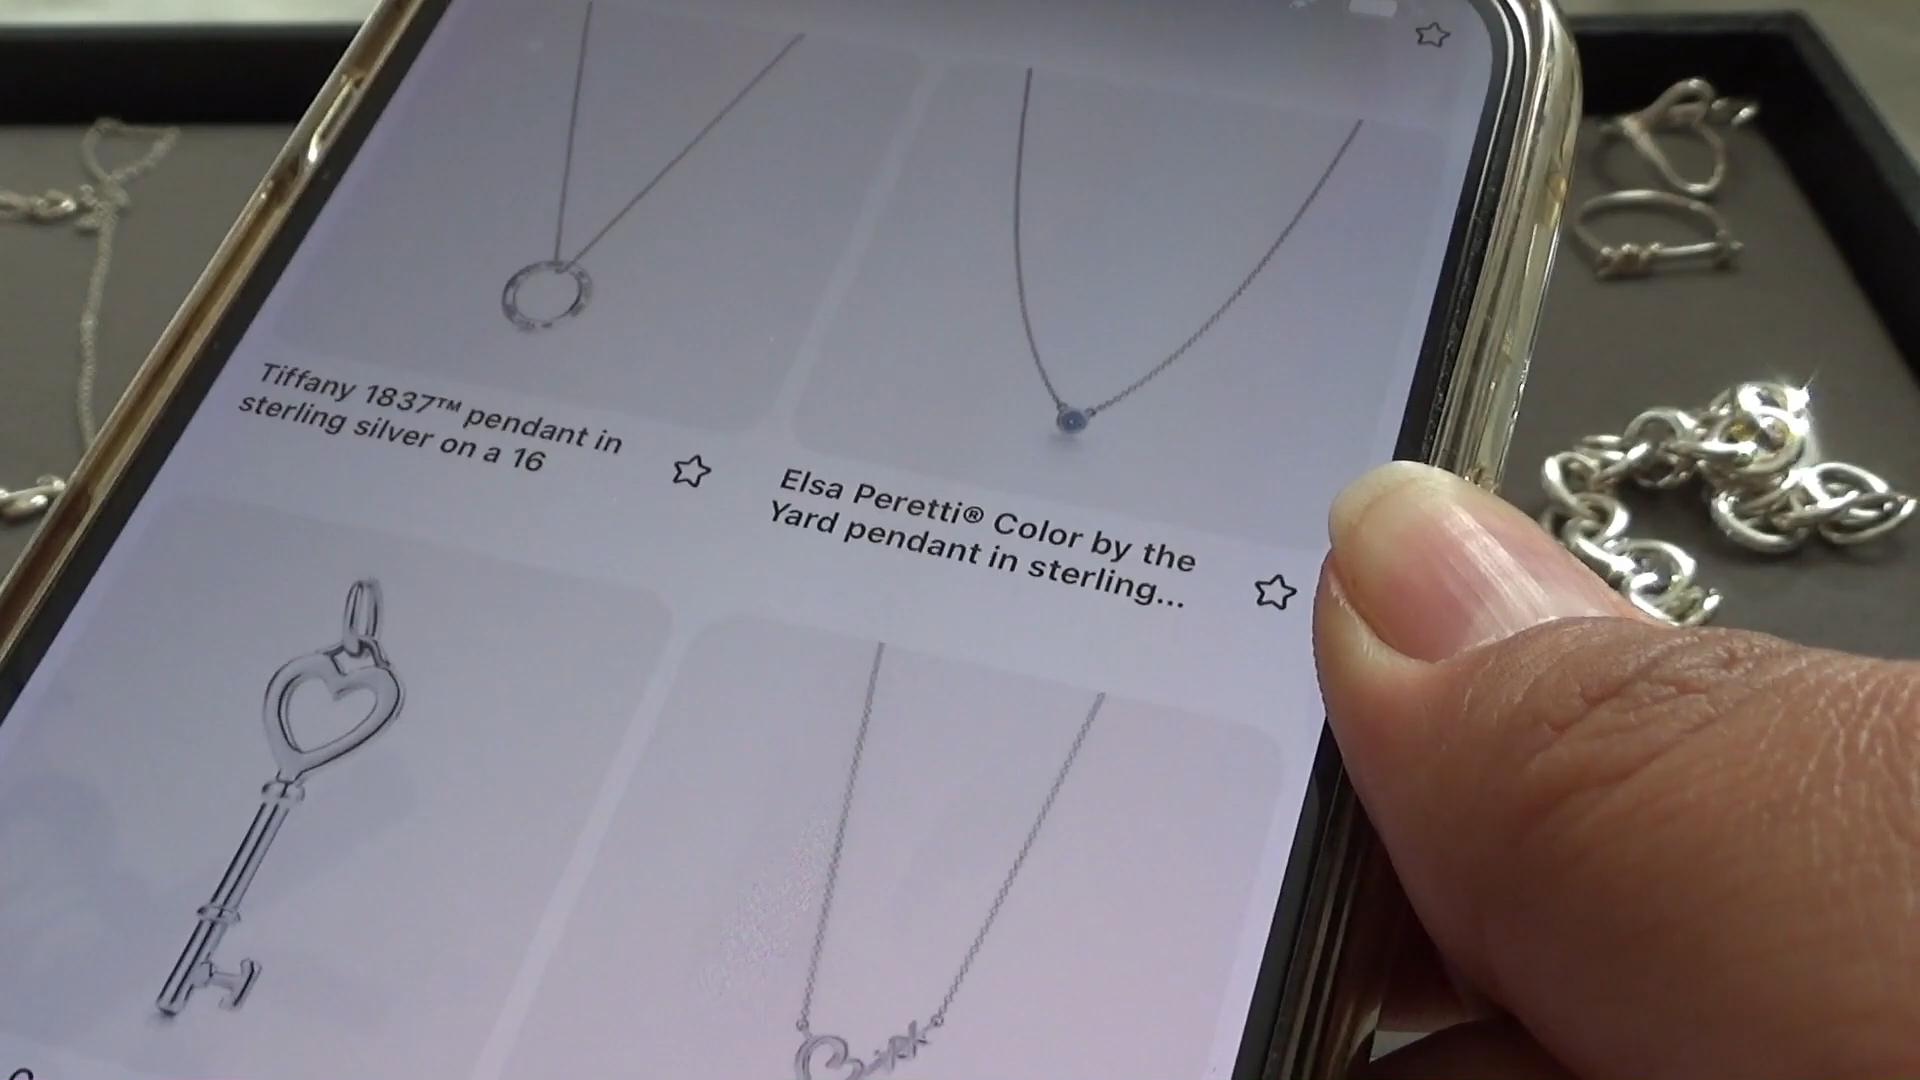 Tiffany 1837™ pendant in
sterling silver on a 16
Elsa Peretti® Color by the
Yard pendant in sterling...